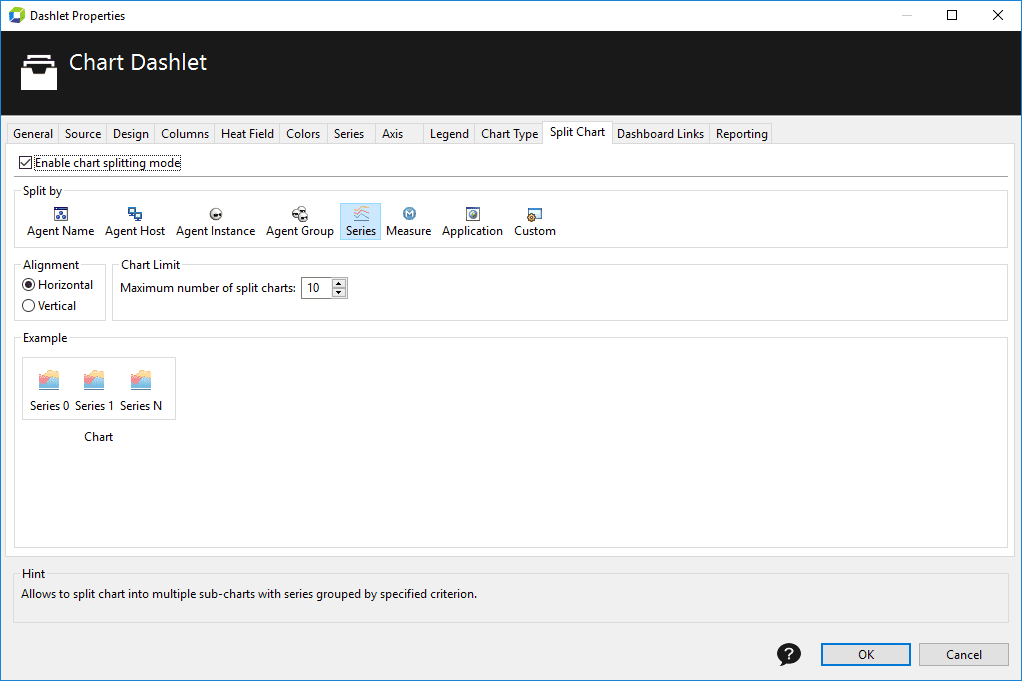 Dashlet Properties
Chart Dashlet
General Source Design Columns Heat Field Colors Series Axis Legend Chart Type Split Chart Dashboard Links Reporting
Enable chart splitting mode
Split by
Agent Name Agent Host Agent Instance Agent Group Series Measure Application Custom
Alignment Chart Limit
Horizontal Maximum number of split charts: 10
Vertical
Example
Series 0 Series 1 Series N
Chart
Hint
Allows to split chart into multiple sub-charts with series grouped by specified criterion.
? OK Cancel